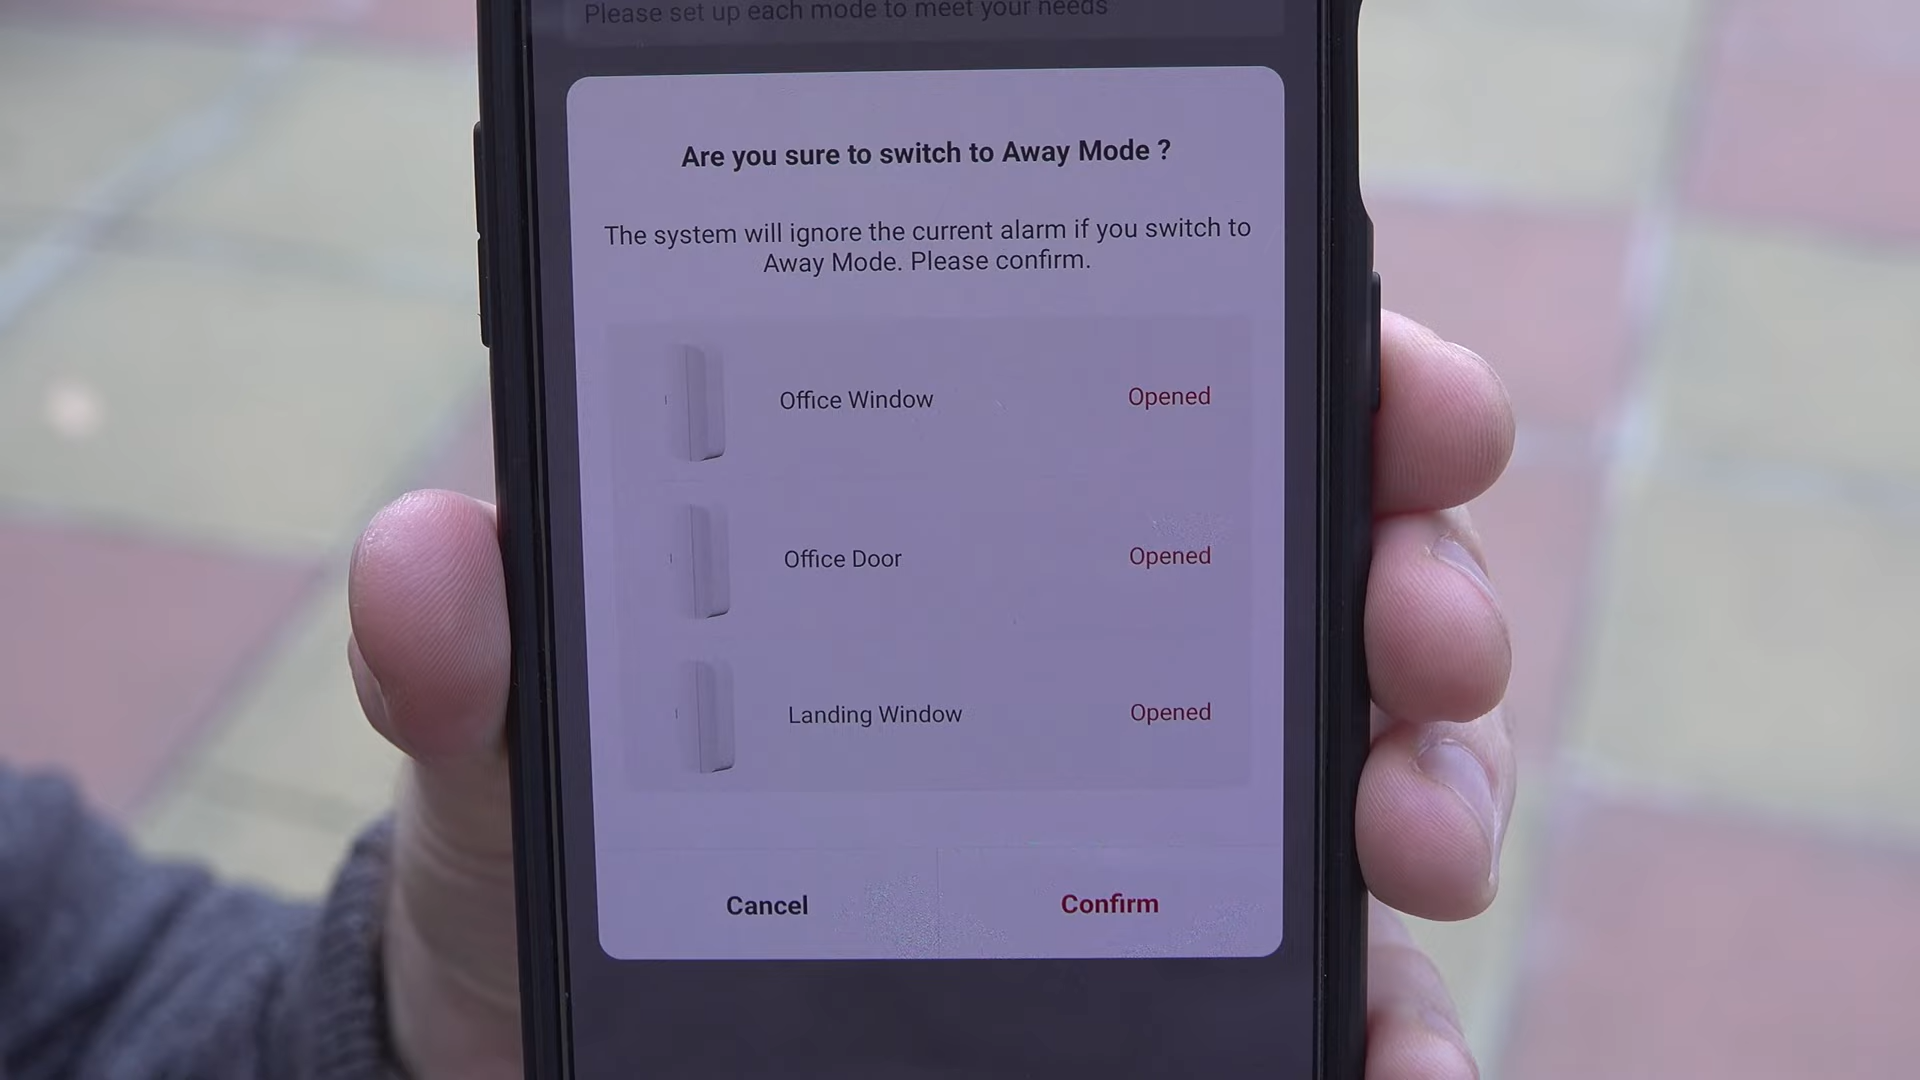 Please set up each mode to meet your needs
Are you sure to switch to Away Mode ?
The system will ignore the current alarm if you switch to
Away Mode. Please confirm.
Office Window Opened
Office Door Opened
Landing Window Opened
Cancel Confirm